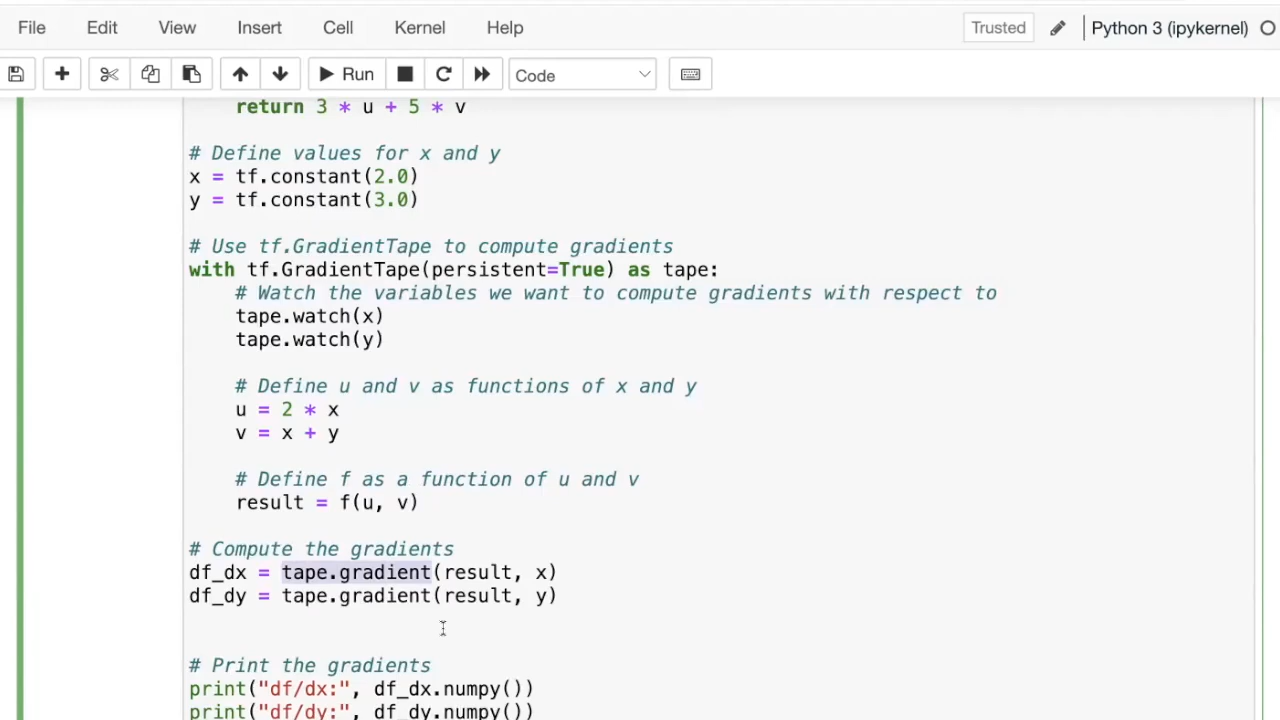 File Edit View Insert Cell Kernel Help Trusted Python 3 (ipykernel)
Run Code
return 3 * u + 5 * v
# Define values for x and y
x = tf.constant(2.0)
y = tf.constant(3.0)
# Use tf.GradientTape to compute gradients
with tf.GradientTape(persistent=True) as tape:
# Watch the variables we want to compute gradients with respect to
tape.watch(x)
tape.watch(y)
# Define u and v as functions of x and y
u = 2 * x
v = x + y
# Define f as a function of u and v
result = f(u, v)
# Compute the gradients
df_dx = tape.gradient(result, x)
df_dy = tape.gradient(result, y)
# Print the gradients
print("df/dx:", df_dx.numpy())
print("df/dy:", df_dy.numpy())